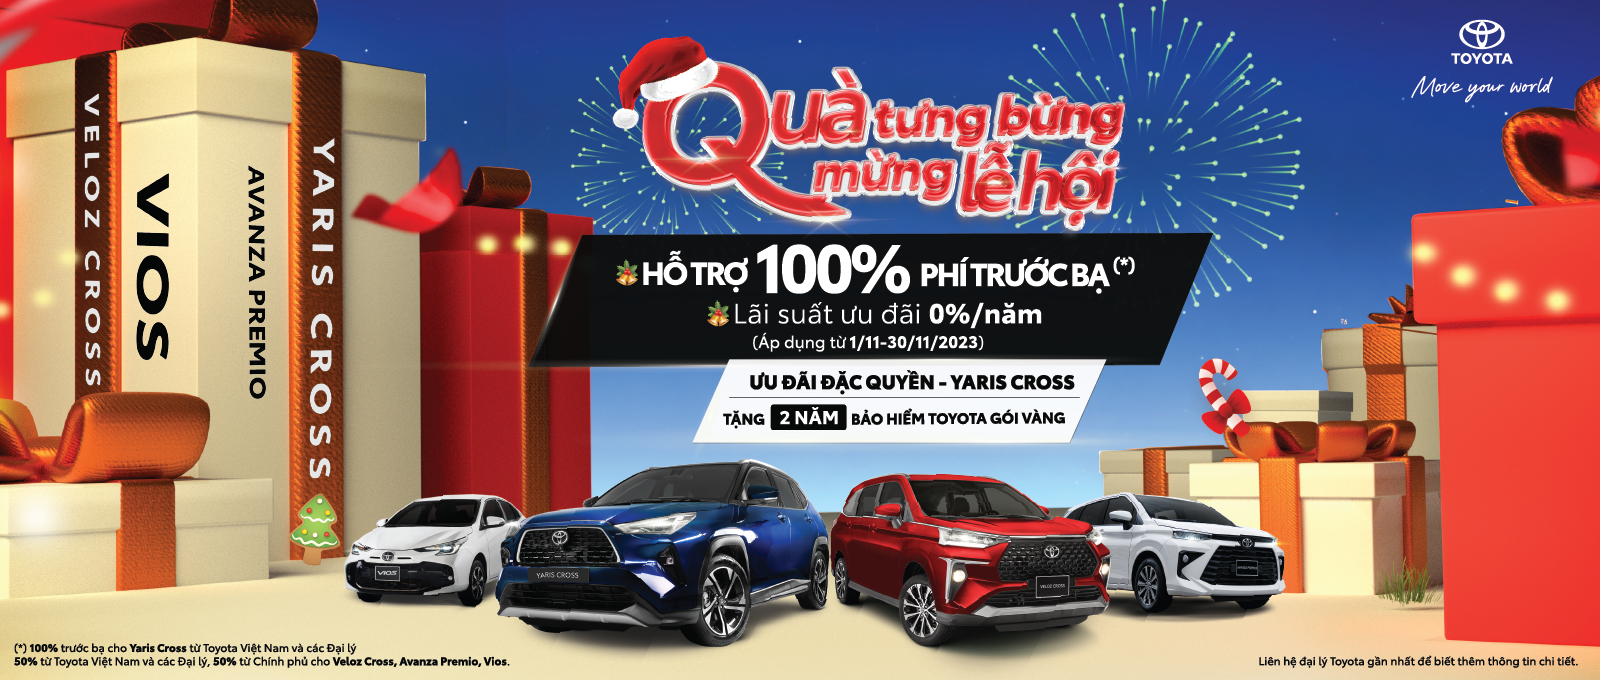 VELOZ CROSS
VIOS
AVANZA PREMIO
YARIS CROSS
TOYOTA
Move your world
Quà tưng bừng
mừng lễ hội
HỖ TRỢ 100% PHÍ TRƯỚC BẠ (*)
Lãi suất ưu đãi 0%/năm
(Áp dụng từ 1/11-30/11/2023)
ƯU ĐÃI ĐẶC QUYỀN - YARIS CROSS
TẶNG 2 NĂM BẢO HIỂM TOYOTA GÓI VÀNG
VIOS
YARIS CROSS
VELOZ CROSS
(*) 100% trước bạ cho Yaris Cross từ Toyota Việt Nam và các Đại lý
50% từ Toyota Việt Nam và các Đại lý, 50% từ Chính phủ cho Veloz Cross, Avanza Premio, Vios.
Liên hệ đại lý Toyota gần nhất để biết thêm thông tin chi tiết.